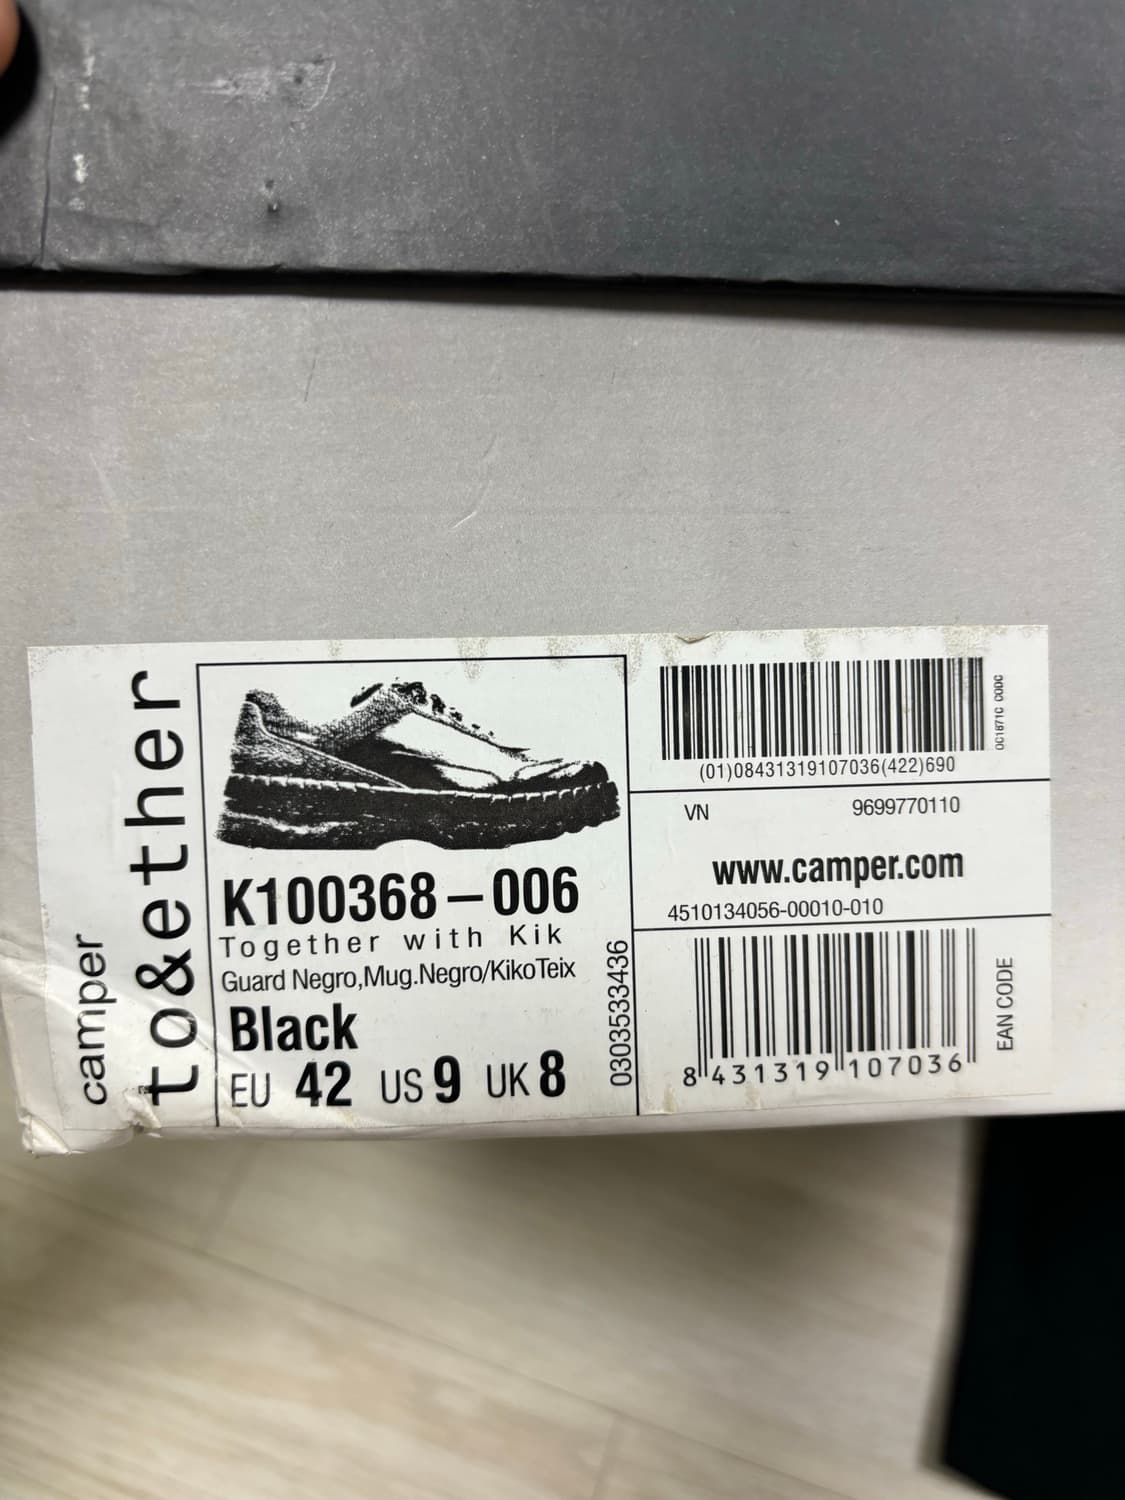 camper
to&ether
K100368-006
Together with Kik
Guard Negro,Mug.Negro/KikoTeix
Black
EU 42 US 9 UK 8
0303533436
(01)08431319107036(422)690
VN 9699770110
www.camper.com
4510134056-00010-010
8 431319 107036
EAN CODE